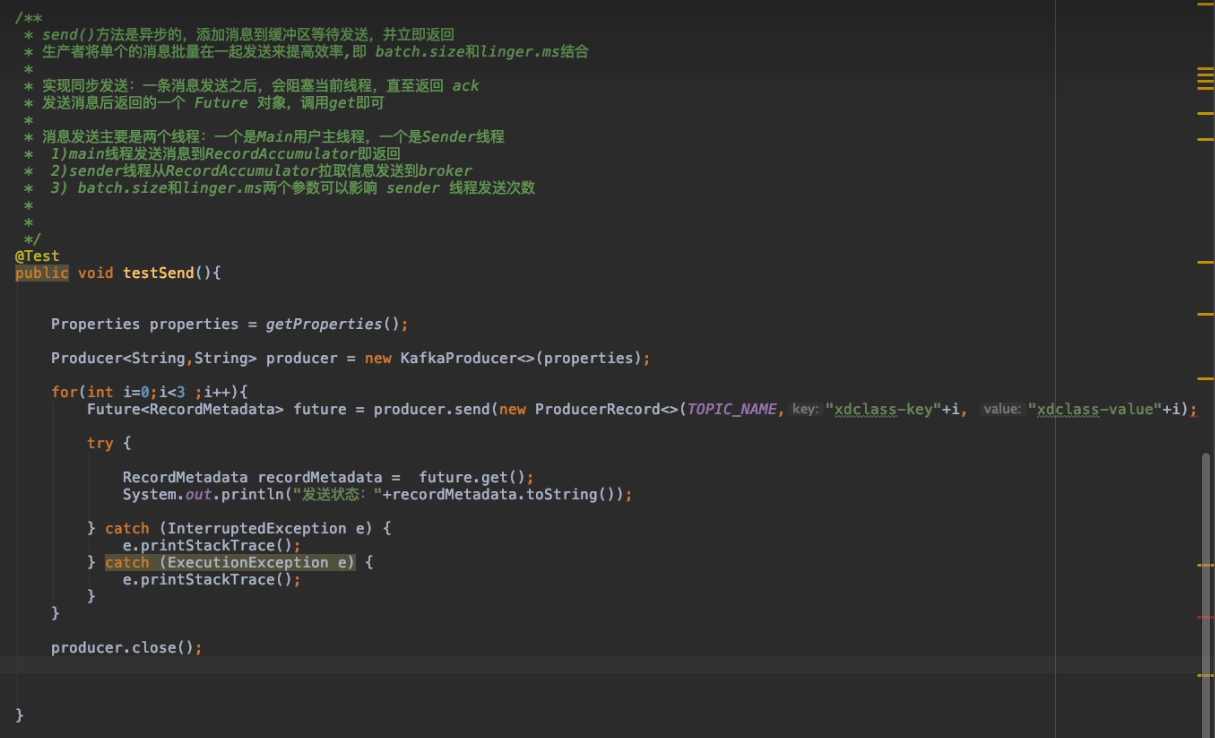 /**
 * send()方法是异步的，添加消息到缓冲区等待发送，并立即返回
 * 生产者将单个的消息批量在一起发送来提高效率,即 batch.size和linger.ms结合
 *
 * 实现同步发送：一条消息发送之后，会阻塞当前线程，直至返回 ack
 * 发送消息后返回的一个 Future 对象，调用get即可
 *
 * 消息发送主要是两个线程：一个是Main用户主线程，一个是Sender线程
 *  1)main线程发送消息到RecordAccumulator即返回
 *  2)sender线程从RecordAccumulator拉取信息发送到broker
 *  3) batch.size和linger.ms两个参数可以影响 sender 线程发送次数
 *
 *
 */
@Test
public void testSend(){
    Properties properties = getProperties();
    Producer<String,String> producer = new KafkaProducer<>(properties);
    for(int i=0;i<3 ;i++){
        Future<RecordMetadata> future = producer.send(new ProducerRecord<>(TOPIC_NAME, key: "xdclass-key"+i, value: "xdclass-value"+i);
        try {
            RecordMetadata recordMetadata =  future.get();
            System.out.println("发送状态："+recordMetadata.toString());
        } catch (InterruptedException e) {
            e.printStackTrace();
        } catch (ExecutionException e) {
            e.printStackTrace();
        }
    }
    producer.close();
}